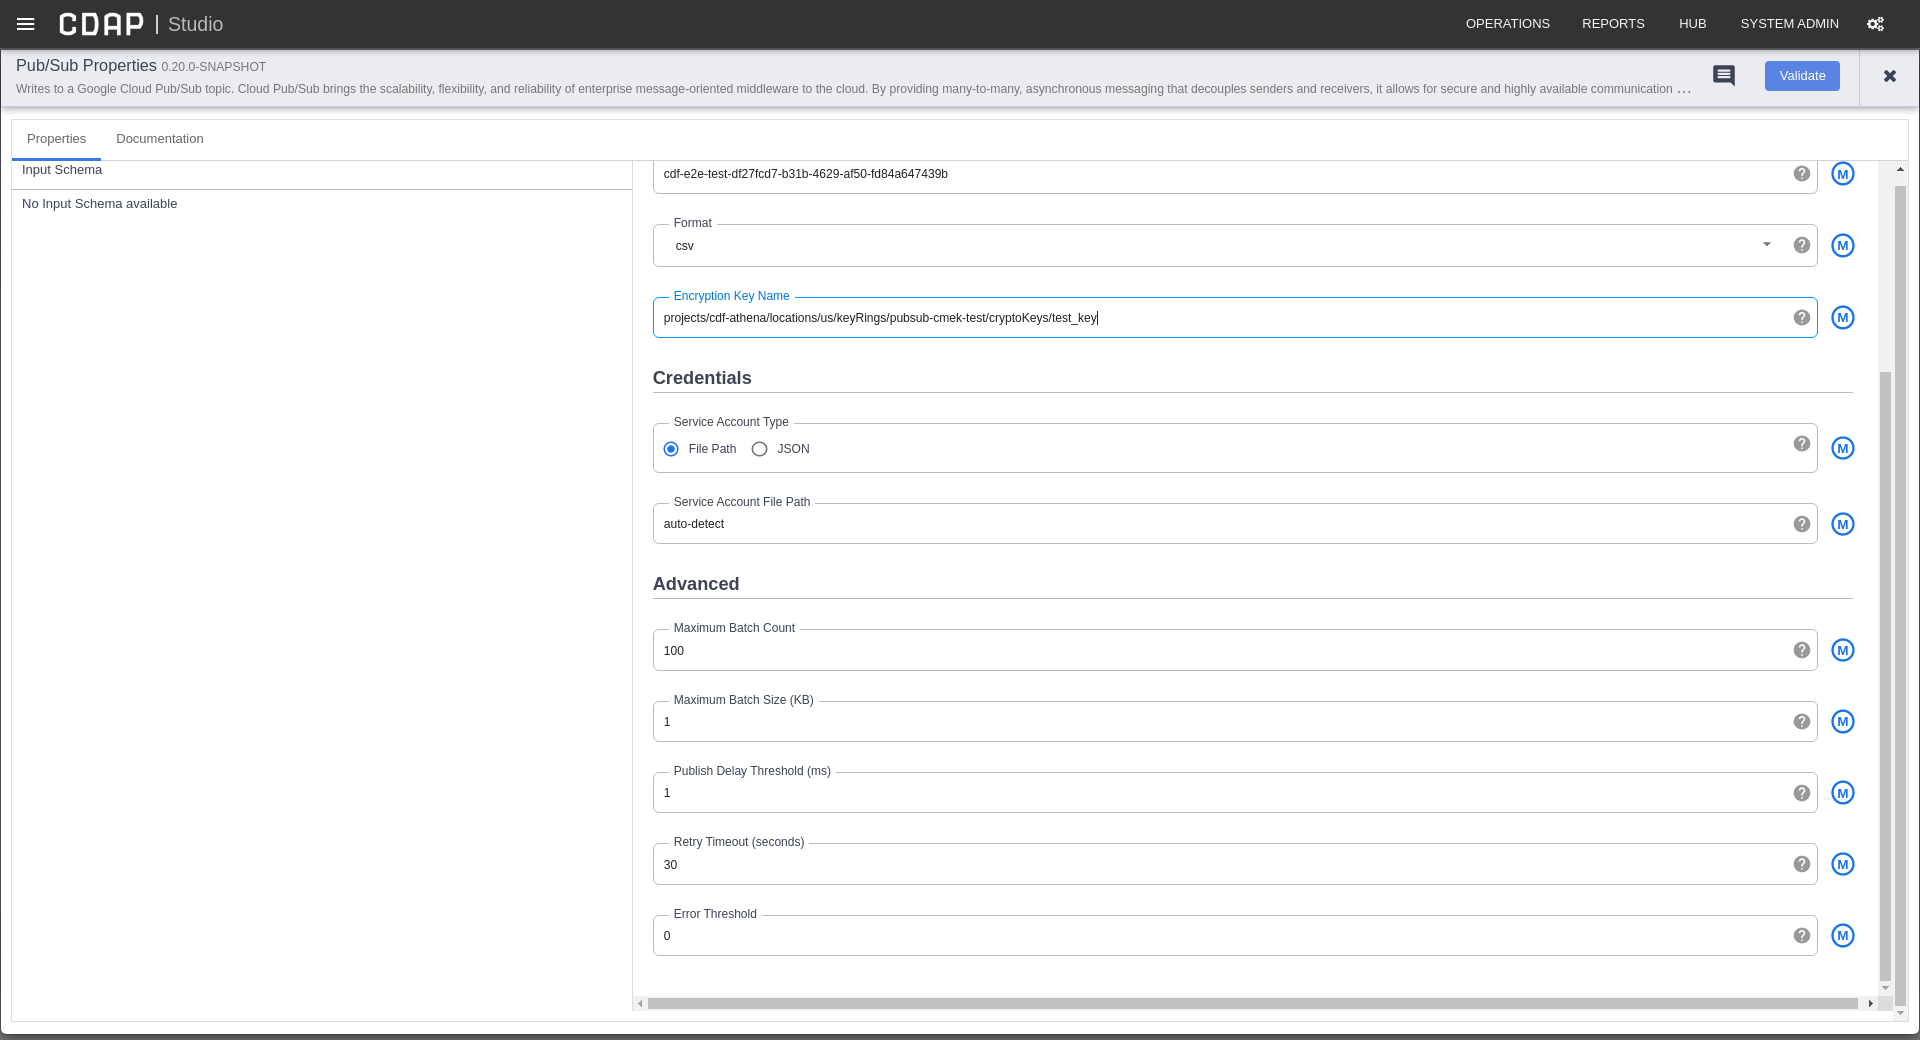 CDAP | Studio
OPERATIONS REPORTS HUB SYSTEM ADMIN
Pub/Sub Properties 0.20.0-SNAPSHOT
Writes to a Google Cloud Pub/Sub topic. Cloud Pub/Sub brings the scalability, flexibility, and reliability of enterprise message-oriented middleware to the cloud. By providing many-to-many, asynchronous messaging that decouples senders and receivers, it allows for secure and highly available communication ...
Validate
Properties Documentation
Input Schema
No Input Schema available
cdf-e2e-test-df27fcd7-b31b-4629-af50-fd84a647439b
? M
Format
csv
? M
Encryption Key Name
projects/cdf-athena/locations/us/keyRings/pubsub-cmek-test/cryptoKeys/test_key
? M
Credentials
Service Account Type
File Path JSON
? M
Service Account File Path
auto-detect
? M
Advanced
Maximum Batch Count
100
? M
Maximum Batch Size (KB)
1
? M
Publish Delay Threshold (ms)
1
? M
Retry Timeout (seconds)
30
? M
Error Threshold
0
? M